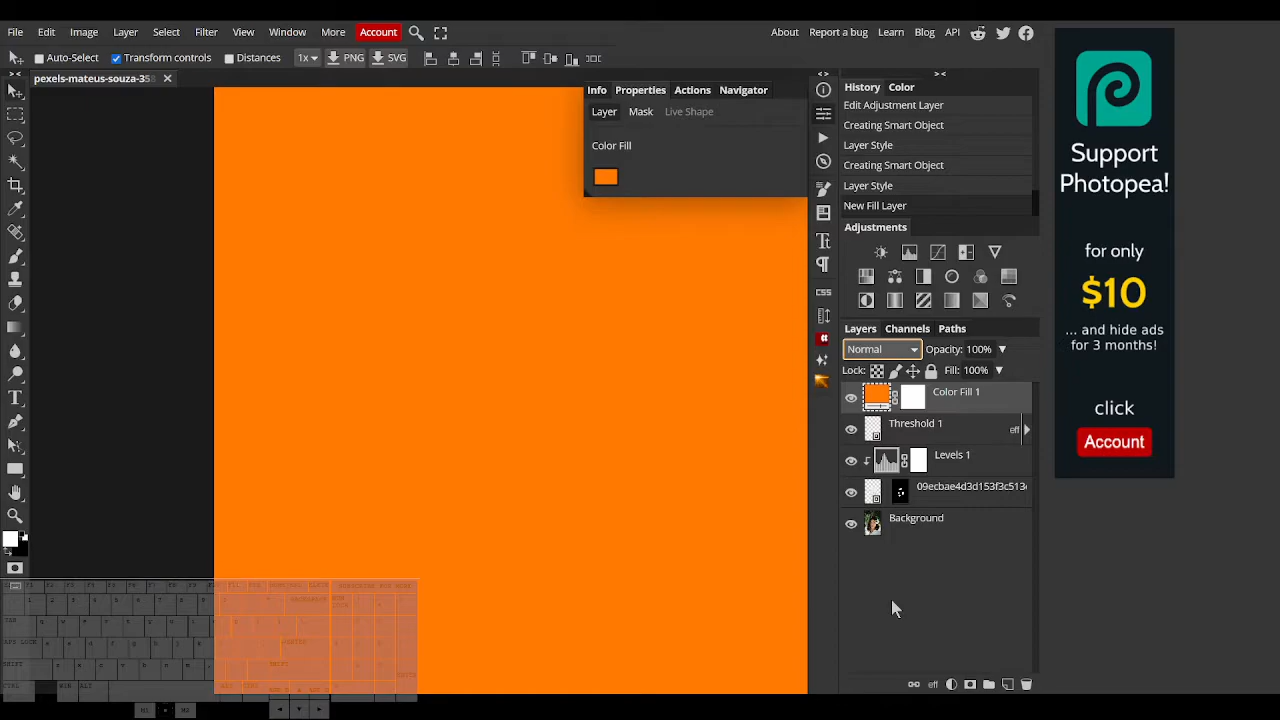 File Edit Image Layer Select Filter View Window More Account About Report a bug Learn Blog API
Auto-Select Transform controls Distances 1x PNG SVG
pexels-mateus-souza-35
Info Properties Actions Navigator
Layer Mask Live Shape
Color Fill
History Color
Edit Adjustment Layer
Creating Smart Object
Layer Style
Creating Smart Object
Layer Style
New Fill Layer
Adjustments
CSS
Layers Channels Paths
Normal Opacity: 100%
Lock: Fill: 100%
Color Fill 1
Threshold 1 eff
Levels 1
09ecbae4d3d153f3c513
Background
eff
Support
Photopea!
for only
$10
... and hide ads
for 3 months!
click
Account